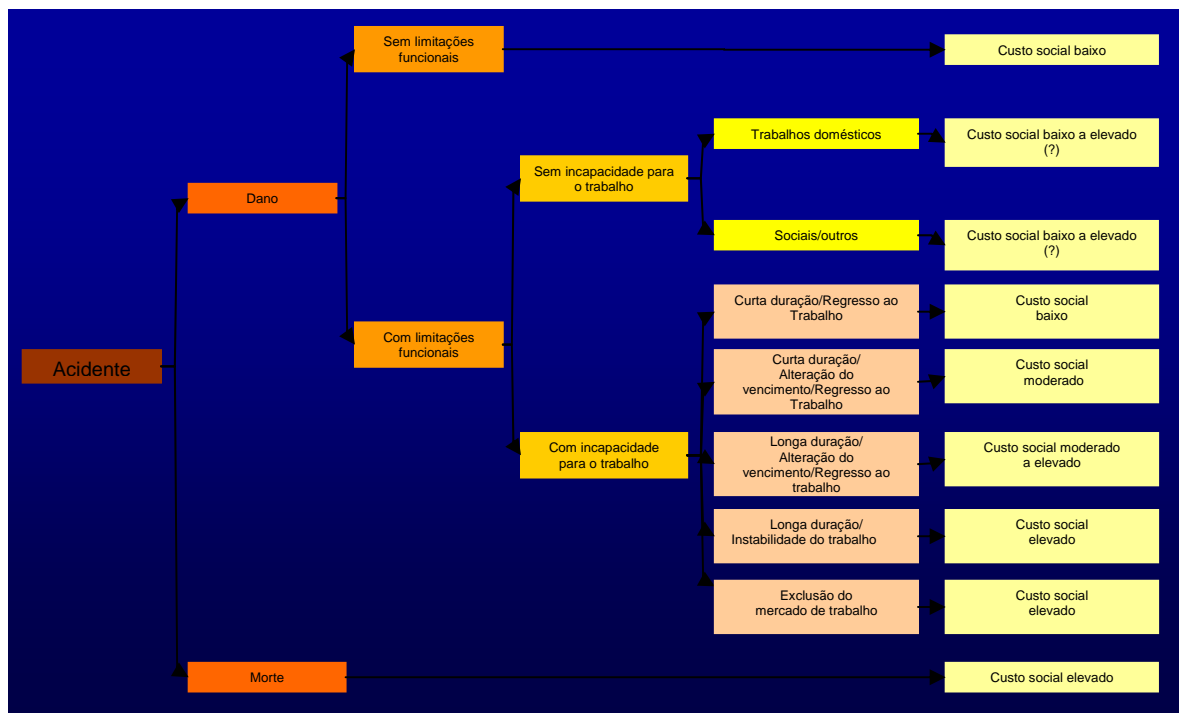 Sem limitações
funcionais
Custo social baixo
Trabalhos domésticos
Custo social baixo a elevado
(?)
Sem incapacidade para
o trabalho
Dano
Sociais/outros
Custo social baixo a elevado
(?)
Curta duração/Regresso ao
Trabalho
Custo social
baixo
Com limitações
funcionais
Acidente
Curta duração/
Alteração do
vencimento/Regresso ao
Trabalho
Custo social
moderado
Com incapacidade
para o trabalho
Longa duração/
Alteração do
vencimento/Regresso ao
trabalho
Custo social moderado
a elevado
Longa duração/
Instabilidade do trabalho
Custo social
elevado
Exclusão do
mercado de trabalho
Custo social
elevado
Morte
Custo social elevado